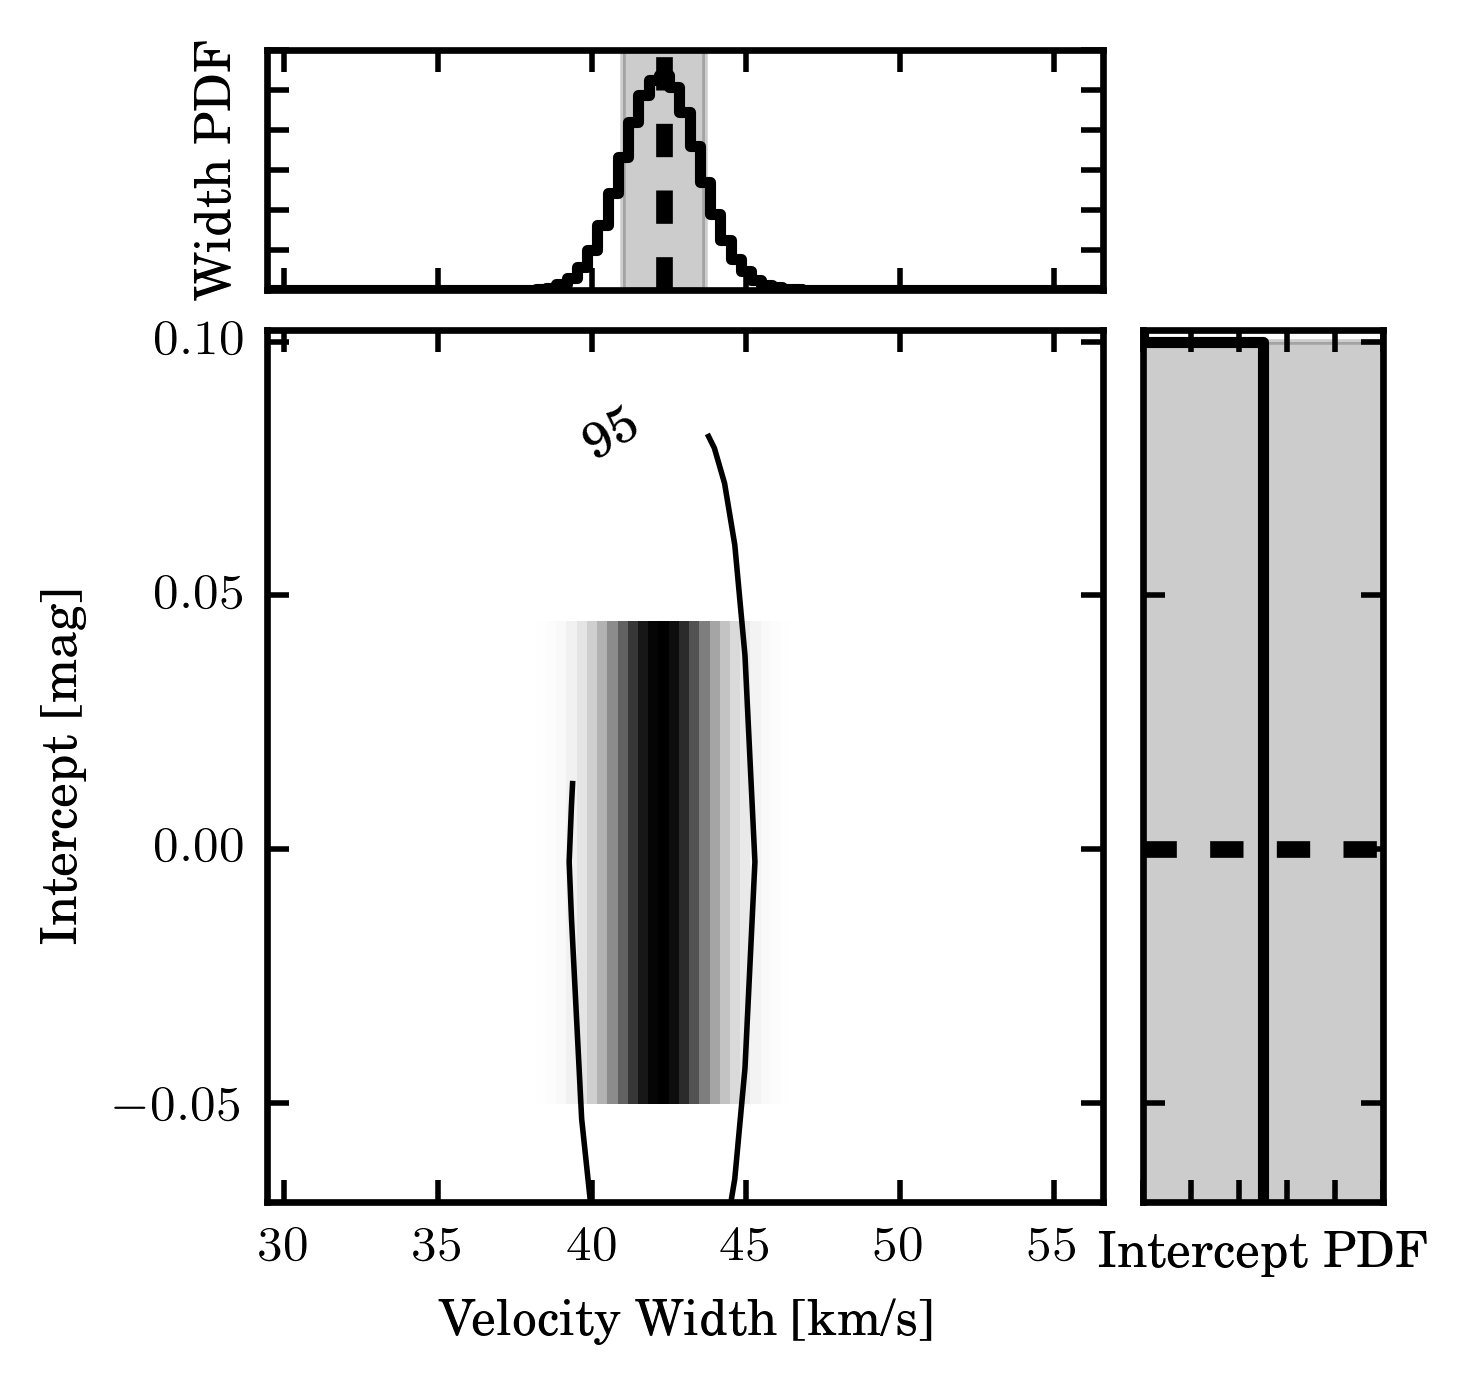 Width PDF
0.10
0.05
0.00
−0.05
Intercept [mag]
95
30 35 40 45 50 55
Velocity Width [km/s]
Intercept PDF